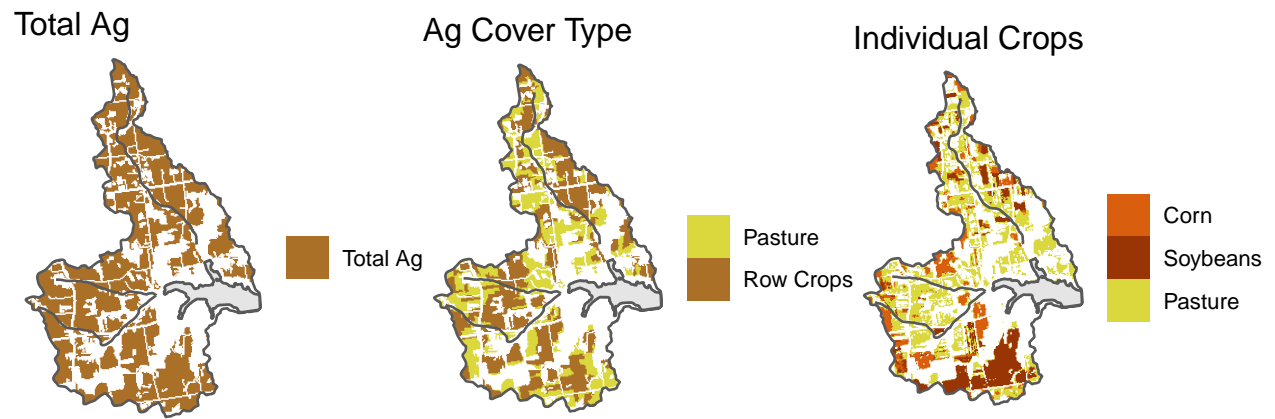 Total Ag
Ag Cover Type
Individual Crops
Total Ag
Pasture
Row Crops
Corn
Soybeans
Pasture